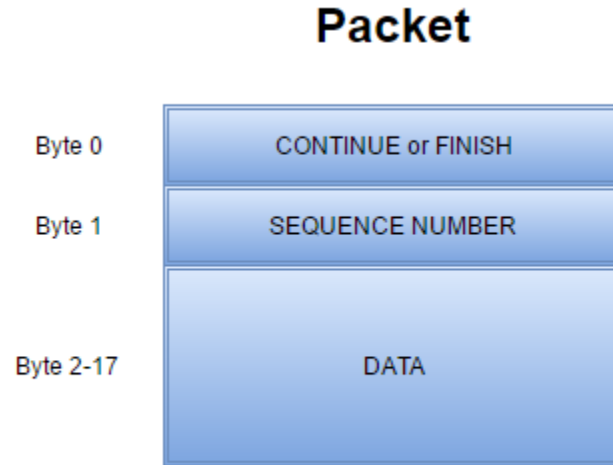 Packet
Byte 0 CONTINUE or FINISH
Byte 1 SEQUENCE NUMBER
Byte 2-17 DATA